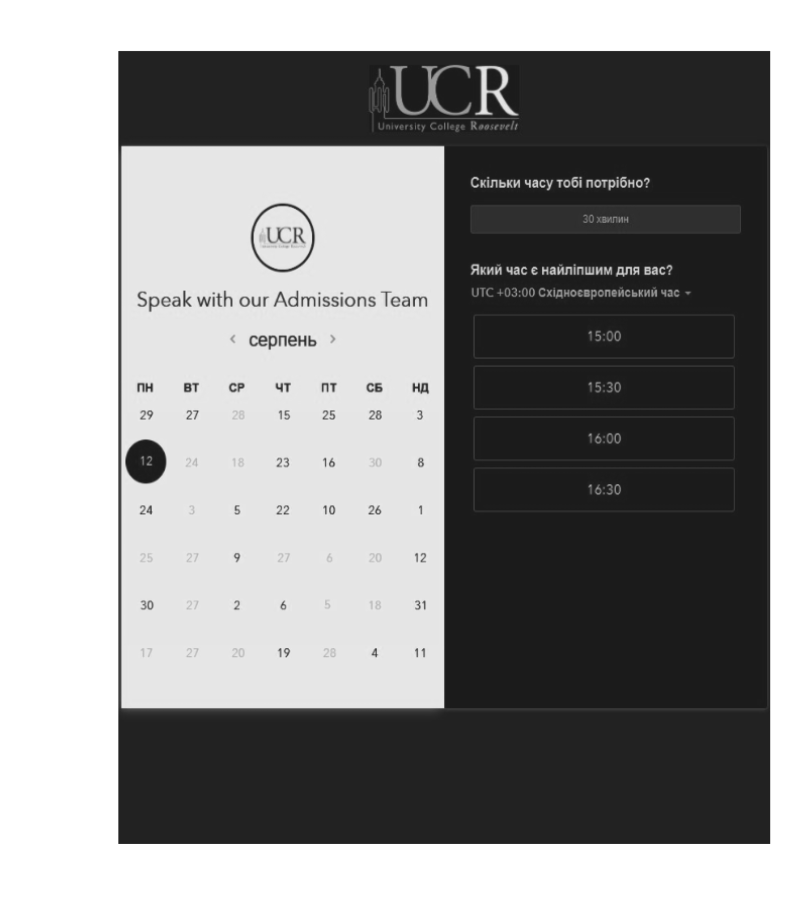 UCR
University College Roosevelt
UCR
Speak with our Admissions Team
‹ серпень ›
ПН ВТ СР ЧТ ПТ СБ НД
29 27 28 15 25 28 3
12 24 18 23 16 30 8
24 3 5 22 10 26 1
25 27 9 27 6 20 12
30 27 2 6 5 18 31
17 27 20 19 28 4 11
Скільки часу тобі потрібно?
30 хвилин
Який час є найліпшим для вас?
UTC +03:00 Східноєвропейський час
15:00
15:30
16:00
16:30